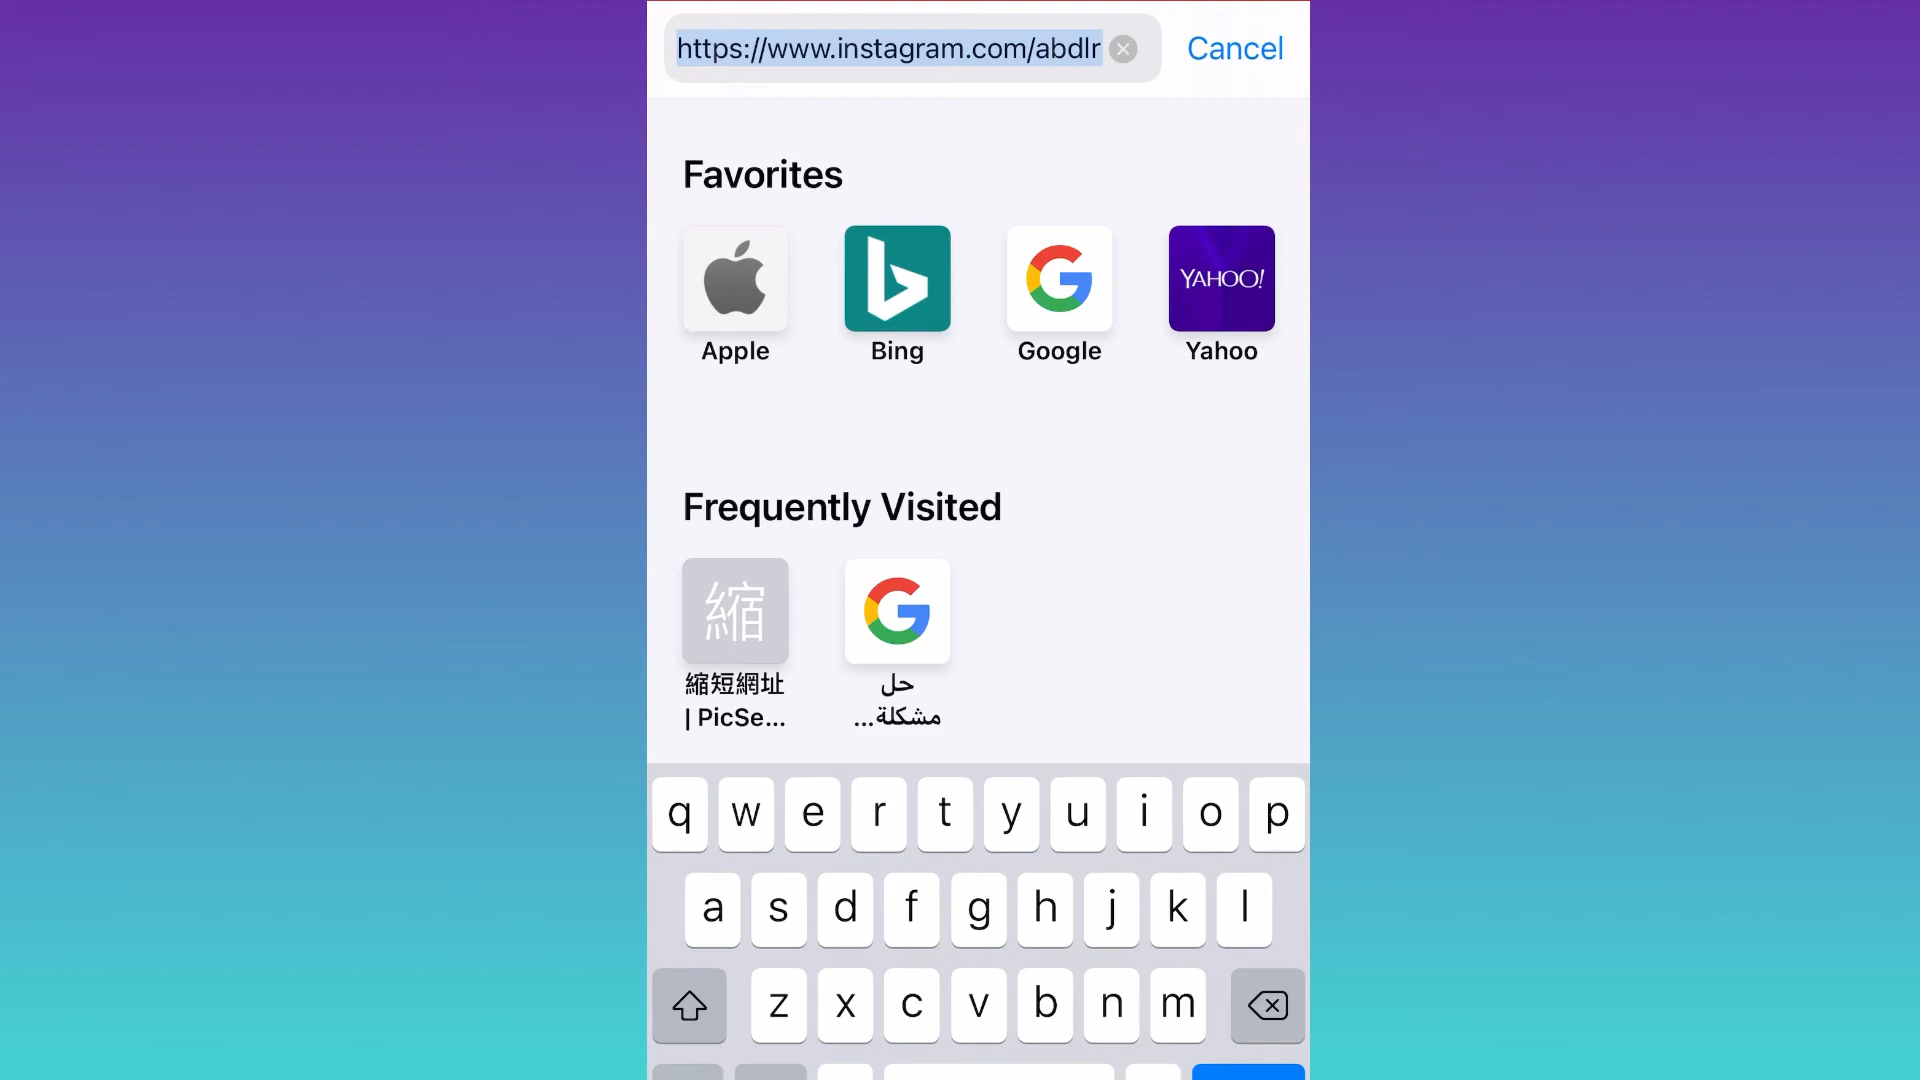 https://www.instagram.com/abdlr
Cancel
Favorites
YAHOO!
Apple Bing Google Yahoo
Frequently Visited
縮
縮短網址
| PicSe...
حل
مشكلة...
q w e r t y u i o p
a s d f g h j k l
z x c v b n m